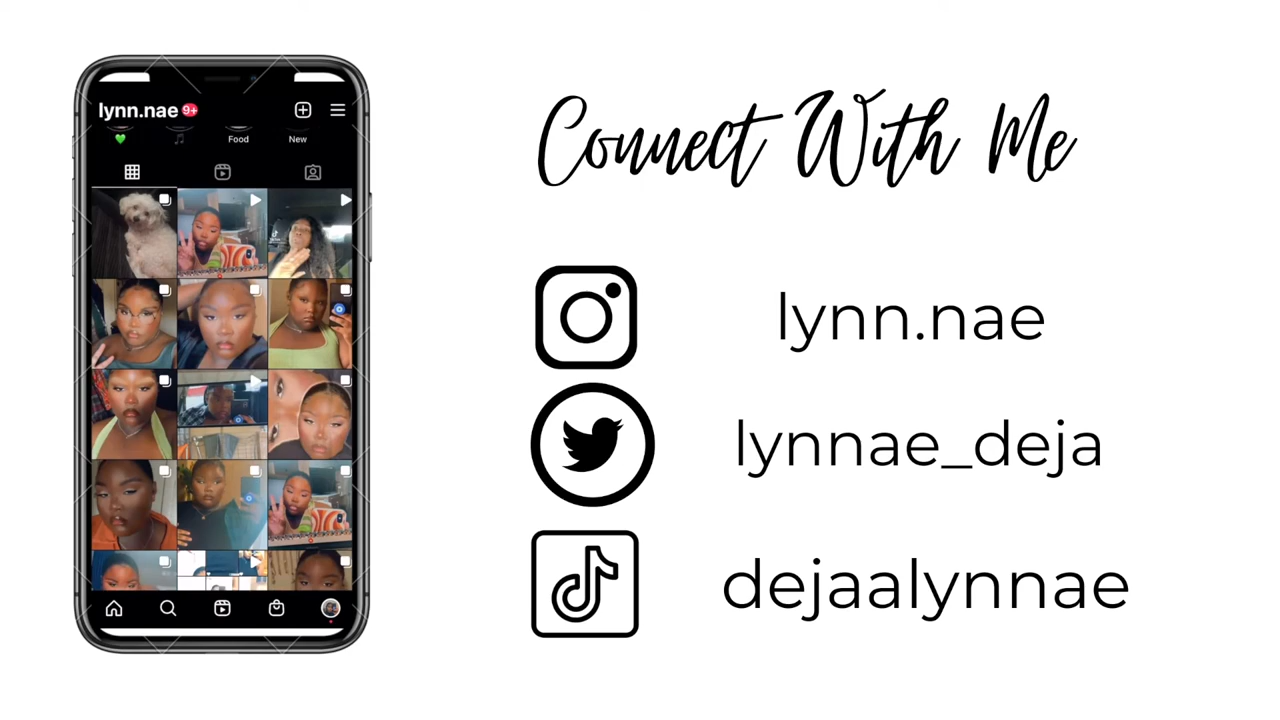 lynn.nae 9+
Food New
Connect With Me
lynn.nae
lynnae_deja
dejaalynnae